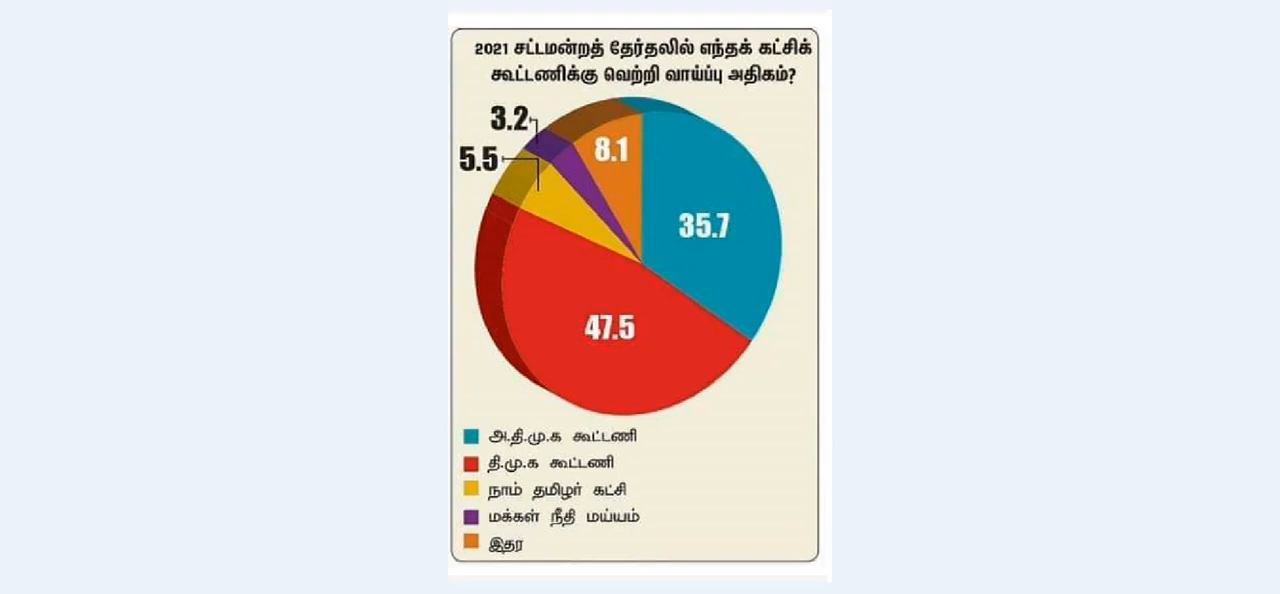 2021 சட்டமன்றத் தேர்தலில் எந்தக் கட்சிக்
கூட்டணிக்கு வெற்றி வாய்ப்பு அதிகம்?
3.2
8.1
5.5
35.7
47.5
அ.தி.மு.க கூட்டணி
தி.மு.க கூட்டணி
நாம் தமிழர் கட்சி
மக்கள் நீதி மய்யம்
இதர